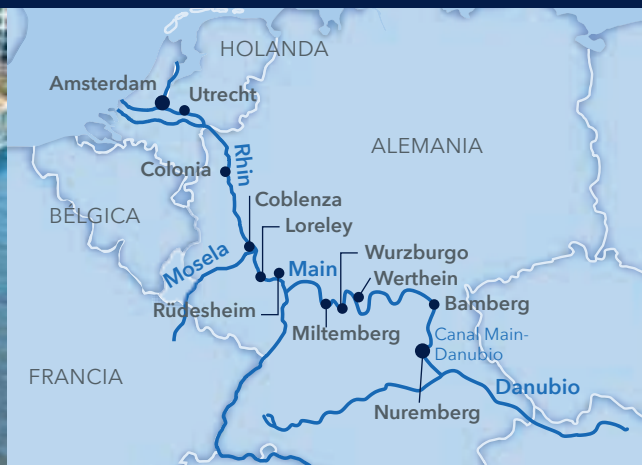 HOLANDA
Amsterdam
Utrecht
ALEMANIA
Rhin
Colonia
Coblenza
BÉLGICA
Loreley
Mosela
Main
Wurzburgo
Werthein
Rüdesheim
Miltemberg
Bamberg
Canal Main-
Danubio
FRANCIA
Danubio
Nuremberg